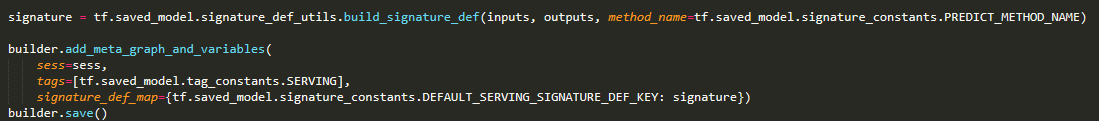 signature = tf.saved_model.signature_def_utils.build_signature_def(inputs, outputs, method_name=tf.saved_model.signature_constants.PREDICT_METHOD_NAME)
builder.add_meta_graph_and_variables(
    sess=sess,
    tags=[tf.saved_model.tag_constants.SERVING],
    signature_def_map={tf.saved_model.signature_constants.DEFAULT_SERVING_SIGNATURE_DEF_KEY: signature})
builder.save()